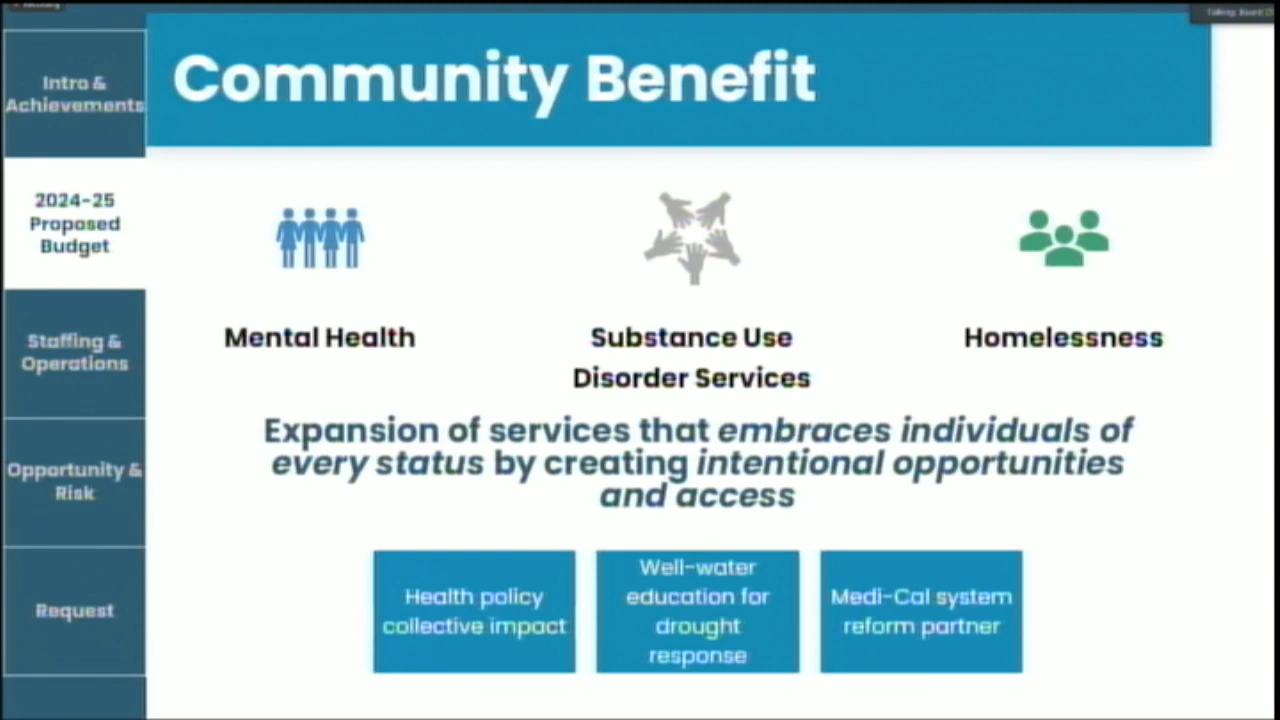 Community Benefit
Intro &
Achievements
2024-25
Proposed
Budget
Staffing &
Operations
Opportunity &
Risk
Request
Mental Health
Substance Use
Disorder Services
Homelessness
Expansion of services that embraces individuals of
every status by creating intentional opportunities
and access
Health policy
collective impact
Well-water
education for
drought
response
Medi-Cal system
reform partner